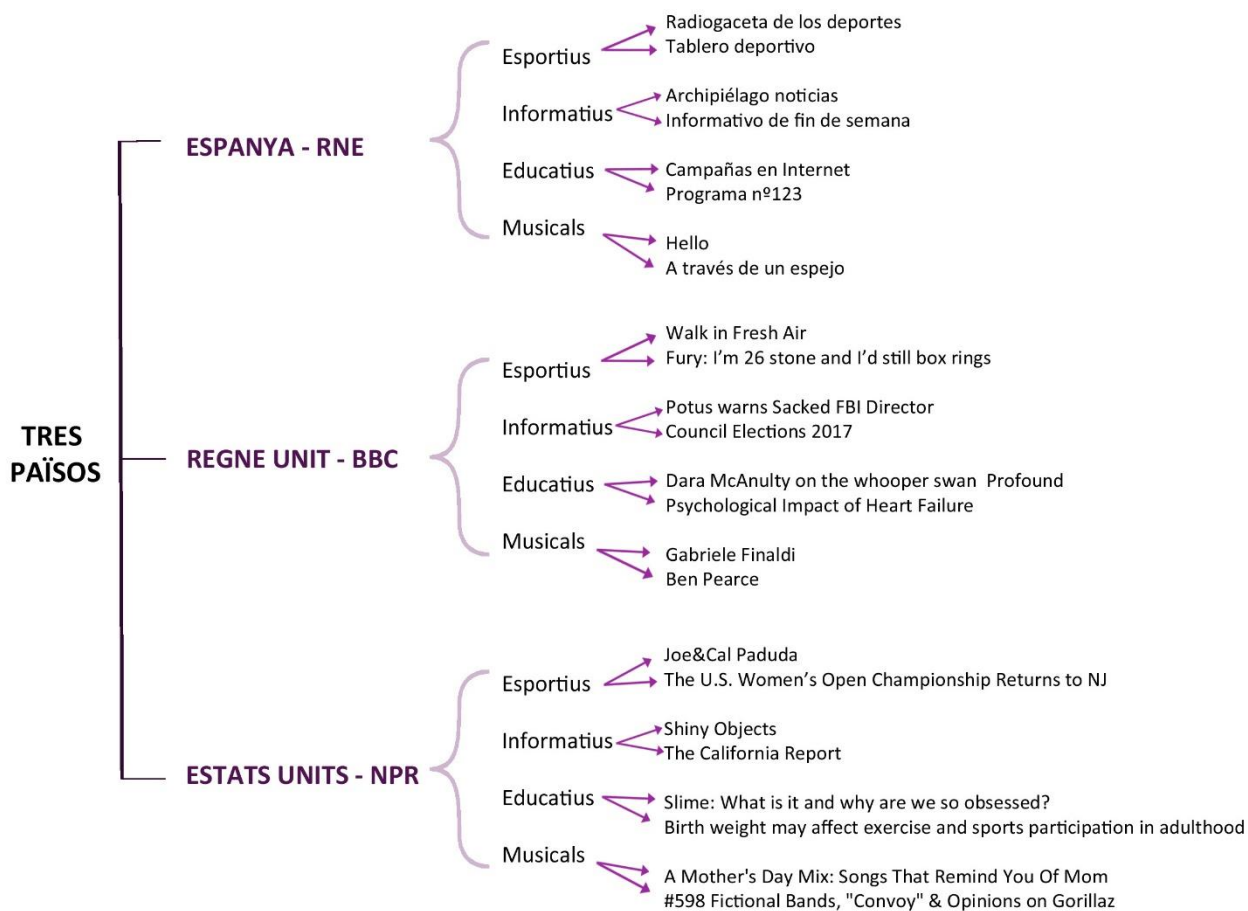 TRES
PAÏSOS
ESPANYA - RNE
Esportius
Radiogaceta de los deportes
Tablero deportivo
Informatius
Archipiélago noticias
Informativo de fin de semana
Educatius
Campañas en Internet
Programa nº123
Musicals
Hello
A través de un espejo
REGNE UNIT - BBC
Esportius
Walk in Fresh Air
Fury: I’m 26 stone and I’d still box rings
Informatius
Potus warns Sacked FBI Director
Council Elections 2017
Educatius
Dara McAnulty on the whooper swan Profound
Psychological Impact of Heart Failure
Musicals
Gabriele Finaldi
Ben Pearce
ESTATS UNITS - NPR
Esportius
Joe&Cal Paduda
The U.S. Women’s Open Championship Returns to NJ
Informatius
Shiny Objects
The California Report
Educatius
Slime: What is it and why are we so obsessed?
Birth weight may affect exercise and sports participation in adulthood
Musicals
A Mother's Day Mix: Songs That Remind You Of Mom
#598 Fictional Bands, "Convoy" & Opinions on Gorillaz